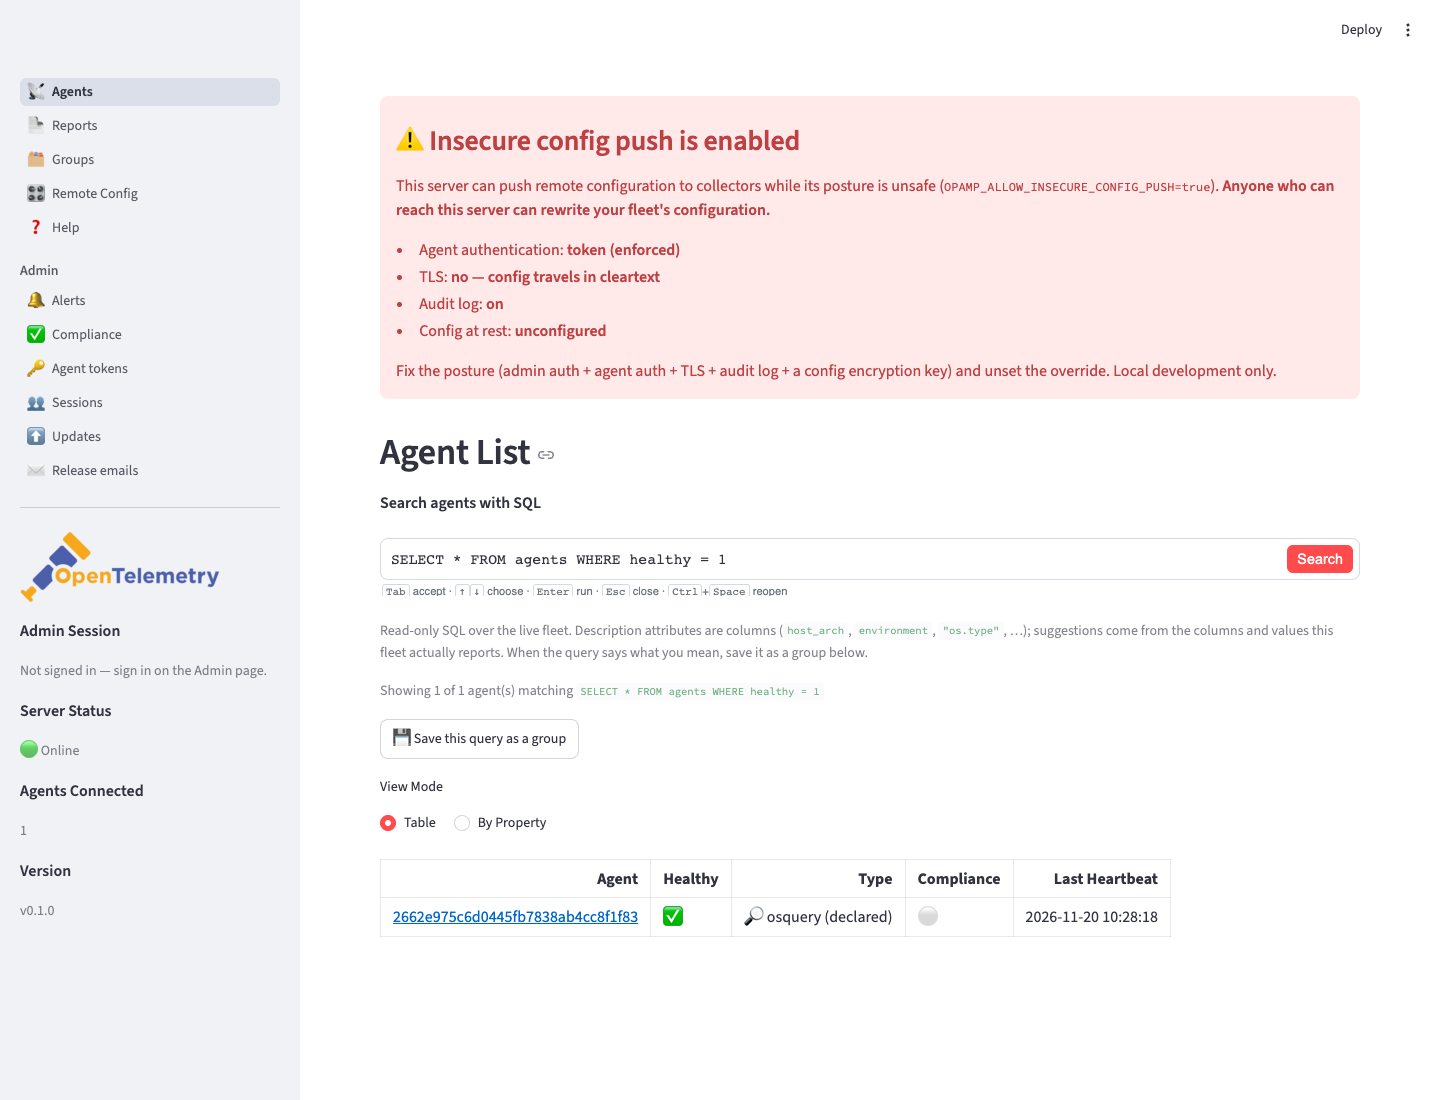 Deploy
Agents
Reports
Groups
Remote Config
Help
Admin
Alerts
Compliance
Agent tokens
Sessions
Updates
Release emails
OpenTelemetry
Admin Session
Not signed in — sign in on the Admin page.
Server Status
Online
Agents Connected
1
Version
v0.1.0
Insecure config push is enabled
This server can push remote configuration to collectors while its posture is unsafe (OPAMP_ALLOW_INSECURE_CONFIG_PUSH=true). Anyone who can
reach this server can rewrite your fleet's configuration.
• Agent authentication: token (enforced)
• TLS: no — config travels in cleartext
• Audit log: on
• Config at rest: unconfigured
Fix the posture (admin auth + agent auth + TLS + audit log + a config encryption key) and unset the override. Local development only.
Agent List
Search agents with SQL
SELECT * FROM agents WHERE healthy = 1
Search
Tab accept · ↑ ↓ choose · Enter run · Esc close · Ctrl+Space reopen
Read-only SQL over the live fleet. Description attributes are columns ( host_arch , environment , "os.type" , …); suggestions come from the columns and values this
fleet actually reports. When the query says what you mean, save it as a group below.
Showing 1 of 1 agent(s) matching SELECT * FROM agents WHERE healthy = 1
Save this query as a group
View Mode
Table By Property
Agent Healthy Type Compliance Last Heartbeat
2662e975c6d0445fb7838ab4cc8f1f83 osquery (declared) 2026-11-20 10:28:18